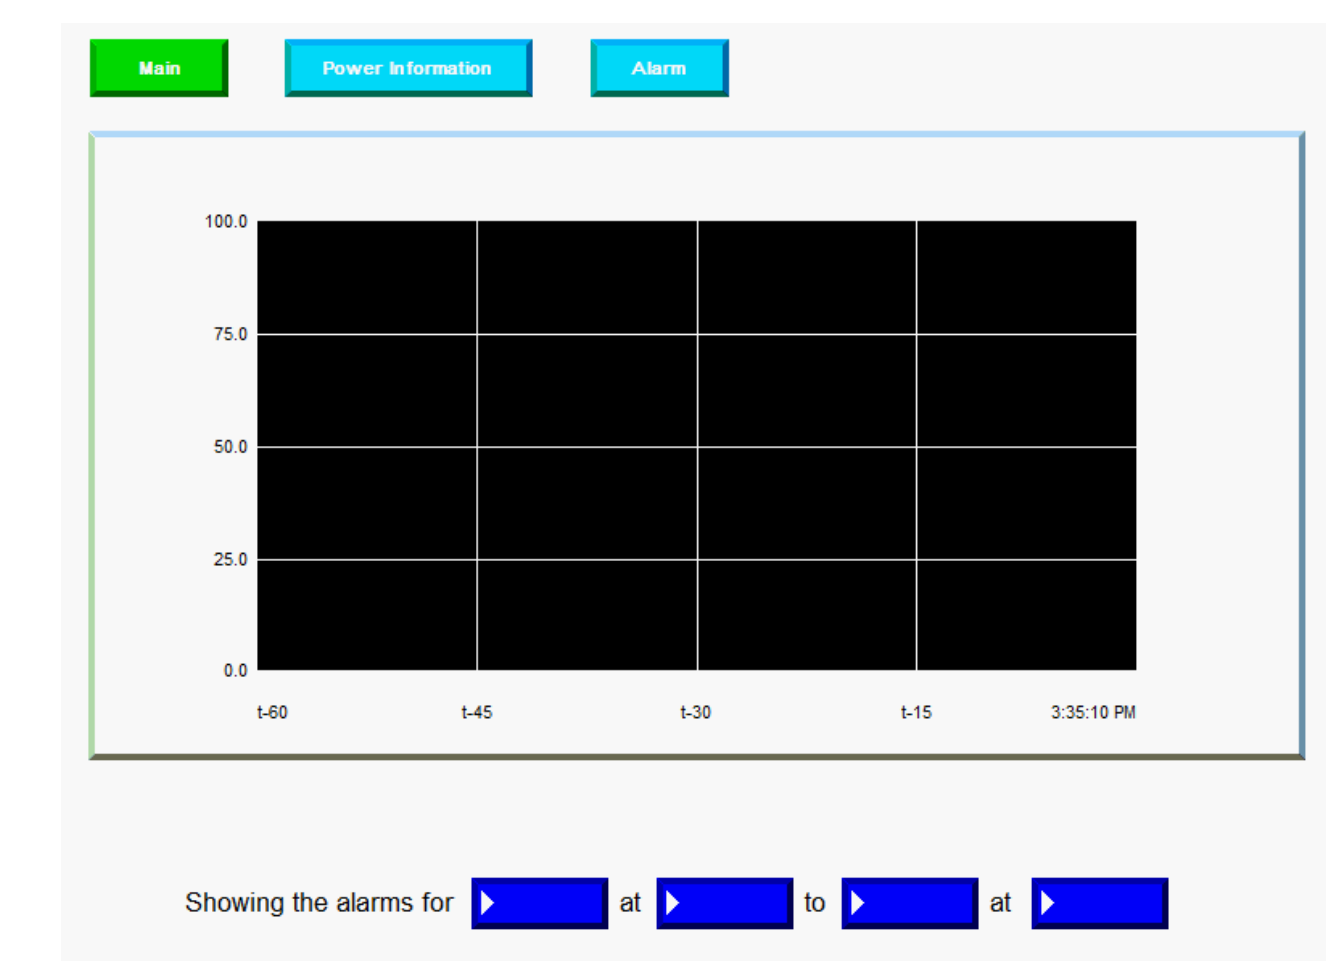 Main Power Information Alarm
100.0
75.0
50.0
25.0
0.0
t-60 t-45 t-30 t-15 3:35:10 PM
Showing the alarms for at to at